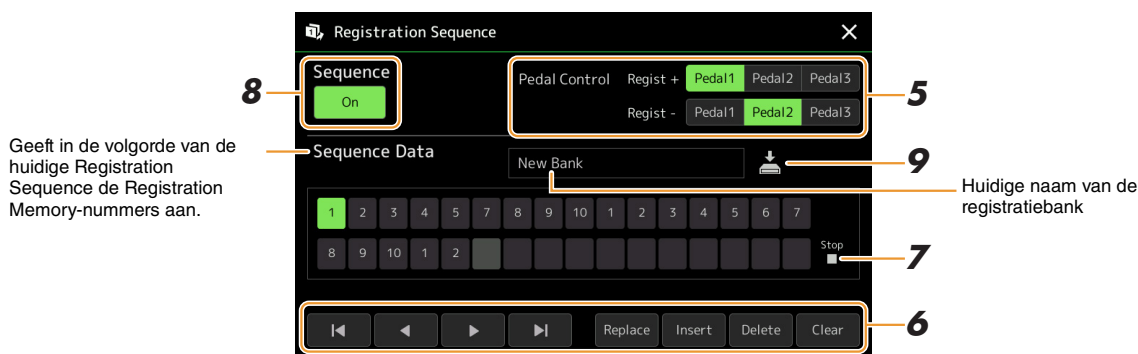 Registration Sequence
Sequence
On
8
Pedal Control Regist + Pedal1 Pedal2 Pedal3
Regist - Pedal1 Pedal2 Pedal3
5
Geeft in de volgorde van de
huidige Registration
Sequence de Registration
Memory-nummers aan.
Sequence Data
New Bank
9
Huidige naam van de
registratiebank
1 2 3 4 5 7 8 9 10 1 2 3 4 5 6 7
8 9 10 1 2
Stop
7
Replace Insert Delete Clear
6